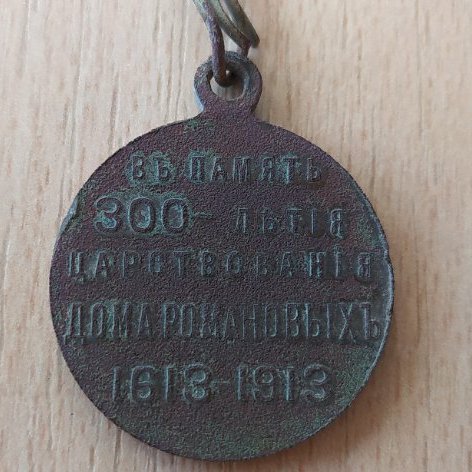 ВЪ ПАМЯТЬ
300-ЛѢТІЯ
ЦАРСТВОВАНІЯ
ДОМА РОМАНОВЫХЪ
1613-1913